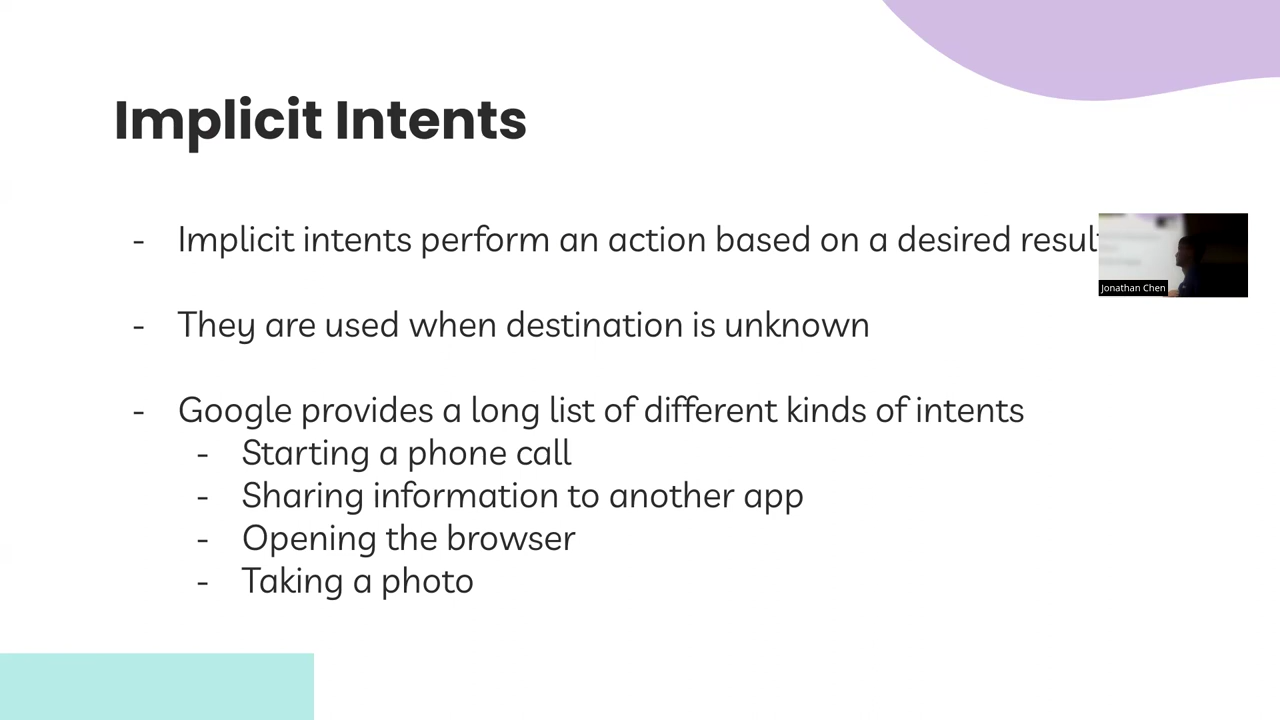 Implicit Intents
- Implicit intents perform an action based on a desired result
Jonathan Chen
- They are used when destination is unknown
- Google provides a long list of different kinds of intents
- Starting a phone call
- Sharing information to another app
- Opening the browser
- Taking a photo